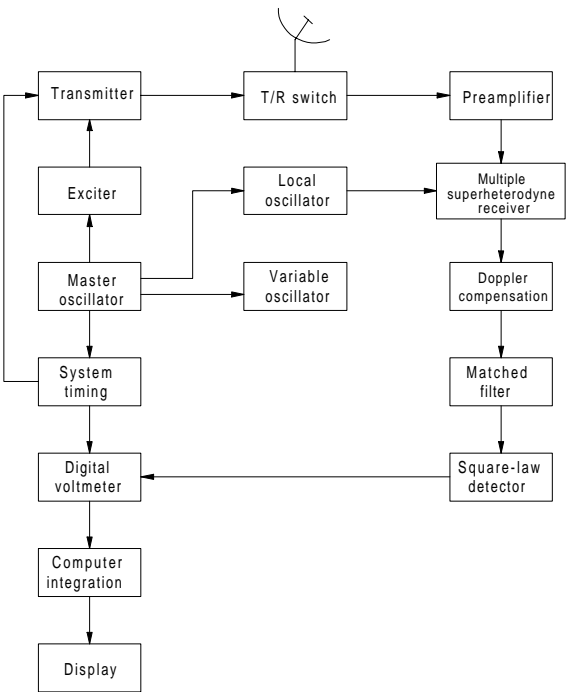 Transmitter
T/R switch
Preamplifier
Exciter
Local
oscillator
Multiple
superheterodyne
receiver
Master
oscillator
Variable
oscillator
Doppler
compensation
System
timing
Matched
filter
Digital
voltmeter
Square-law
detector
Computer
integration
Display